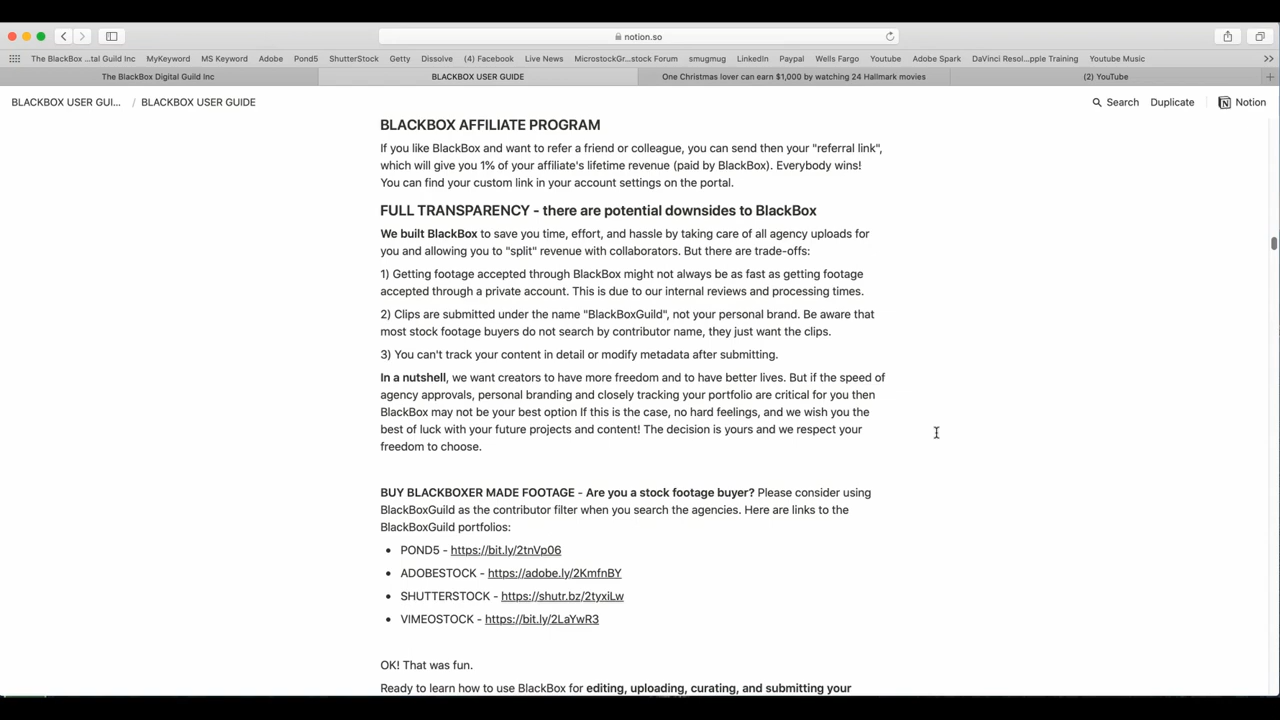 notion.so
The BlackBox ...tal Guild Inc MyKeyword MS Keyword Adobe Pond5 ShutterStock Getty Dissolve (4) Facebook Live News MicrostockGr...stock Forum smugmug LinkedIn Paypal Wells Fargo Youtube Adobe Spark DaVinci Resol...pple Training Youtube Music
The BlackBox Digital Guild Inc BLACKBOX USER GUIDE One Christmas lover can earn $1,000 by watching 24 Hallmark movies (2) YouTube
BLACKBOX USER GUI... / BLACKBOX USER GUIDE Search Duplicate Notion
BLACKBOX AFFILIATE PROGRAM
If you like BlackBox and want to refer a friend or colleague, you can send then your "referral link",
which will give you 1% of your affiliate's lifetime revenue (paid by BlackBox). Everybody wins!
You can find your custom link in your account settings on the portal.
FULL TRANSPARENCY - there are potential downsides to BlackBox
We built BlackBox to save you time, effort, and hassle by taking care of all agency uploads for
you and allowing you to "split" revenue with collaborators. But there are trade-offs:
1) Getting footage accepted through BlackBox might not always be as fast as getting footage
accepted through a private account. This is due to our internal reviews and processing times.
2) Clips are submitted under the name "BlackBoxGuild", not your personal brand. Be aware that
most stock footage buyers do not search by contributor name, they just want the clips.
3) You can't track your content in detail or modify metadata after submitting.
In a nutshell, we want creators to have more freedom and to have better lives. But if the speed of
agency approvals, personal branding and closely tracking your portfolio are critical for you then
BlackBox may not be your best option If this is the case, no hard feelings, and we wish you the
best of luck with your future projects and content! The decision is yours and we respect your
freedom to choose.
BUY BLACKBOXER MADE FOOTAGE - Are you a stock footage buyer? Please consider using
BlackBoxGuild as the contributor filter when you search the agencies. Here are links to the
BlackBoxGuild portfolios:
• POND5 - https://bit.ly/2tnVp06
• ADOBESTOCK - https://adobe.ly/2KmfnBY
• SHUTTERSTOCK - https://shutr.bz/2tyxiLw
• VIMEOSTOCK - https://bit.ly/2LaYwR3
OK! That was fun.
Ready to learn how to use BlackBox for editing, uploading, curating, and submitting your